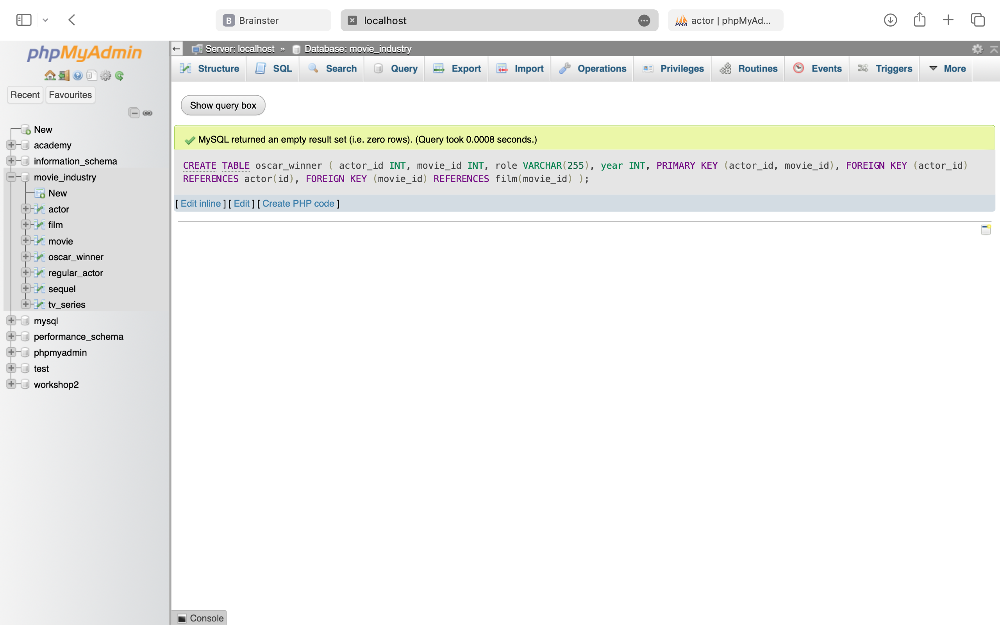 B Brainster
localhost
PMA actor | phpMyAd...
phpMyAdmin
Recent Favourites
New
academy
information_schema
movie_industry
New
actor
film
movie
oscar_winner
regular_actor
sequel
tv_series
mysql
performance_schema
phpmyadmin
test
workshop2
Server: localhost » Database: movie_industry
Structure SQL Search Query Export Import Operations Privileges Routines Events Triggers More
Show query box
MySQL returned an empty result set (i.e. zero rows). (Query took 0.0008 seconds.)
CREATE TABLE oscar_winner ( actor_id INT, movie_id INT, role VARCHAR(255), year INT, PRIMARY KEY (actor_id, movie_id), FOREIGN KEY (actor_id)
REFERENCES actor(id), FOREIGN KEY (movie_id) REFERENCES film(movie_id) );
[ Edit inline ] [ Edit ] [ Create PHP code ]
Console